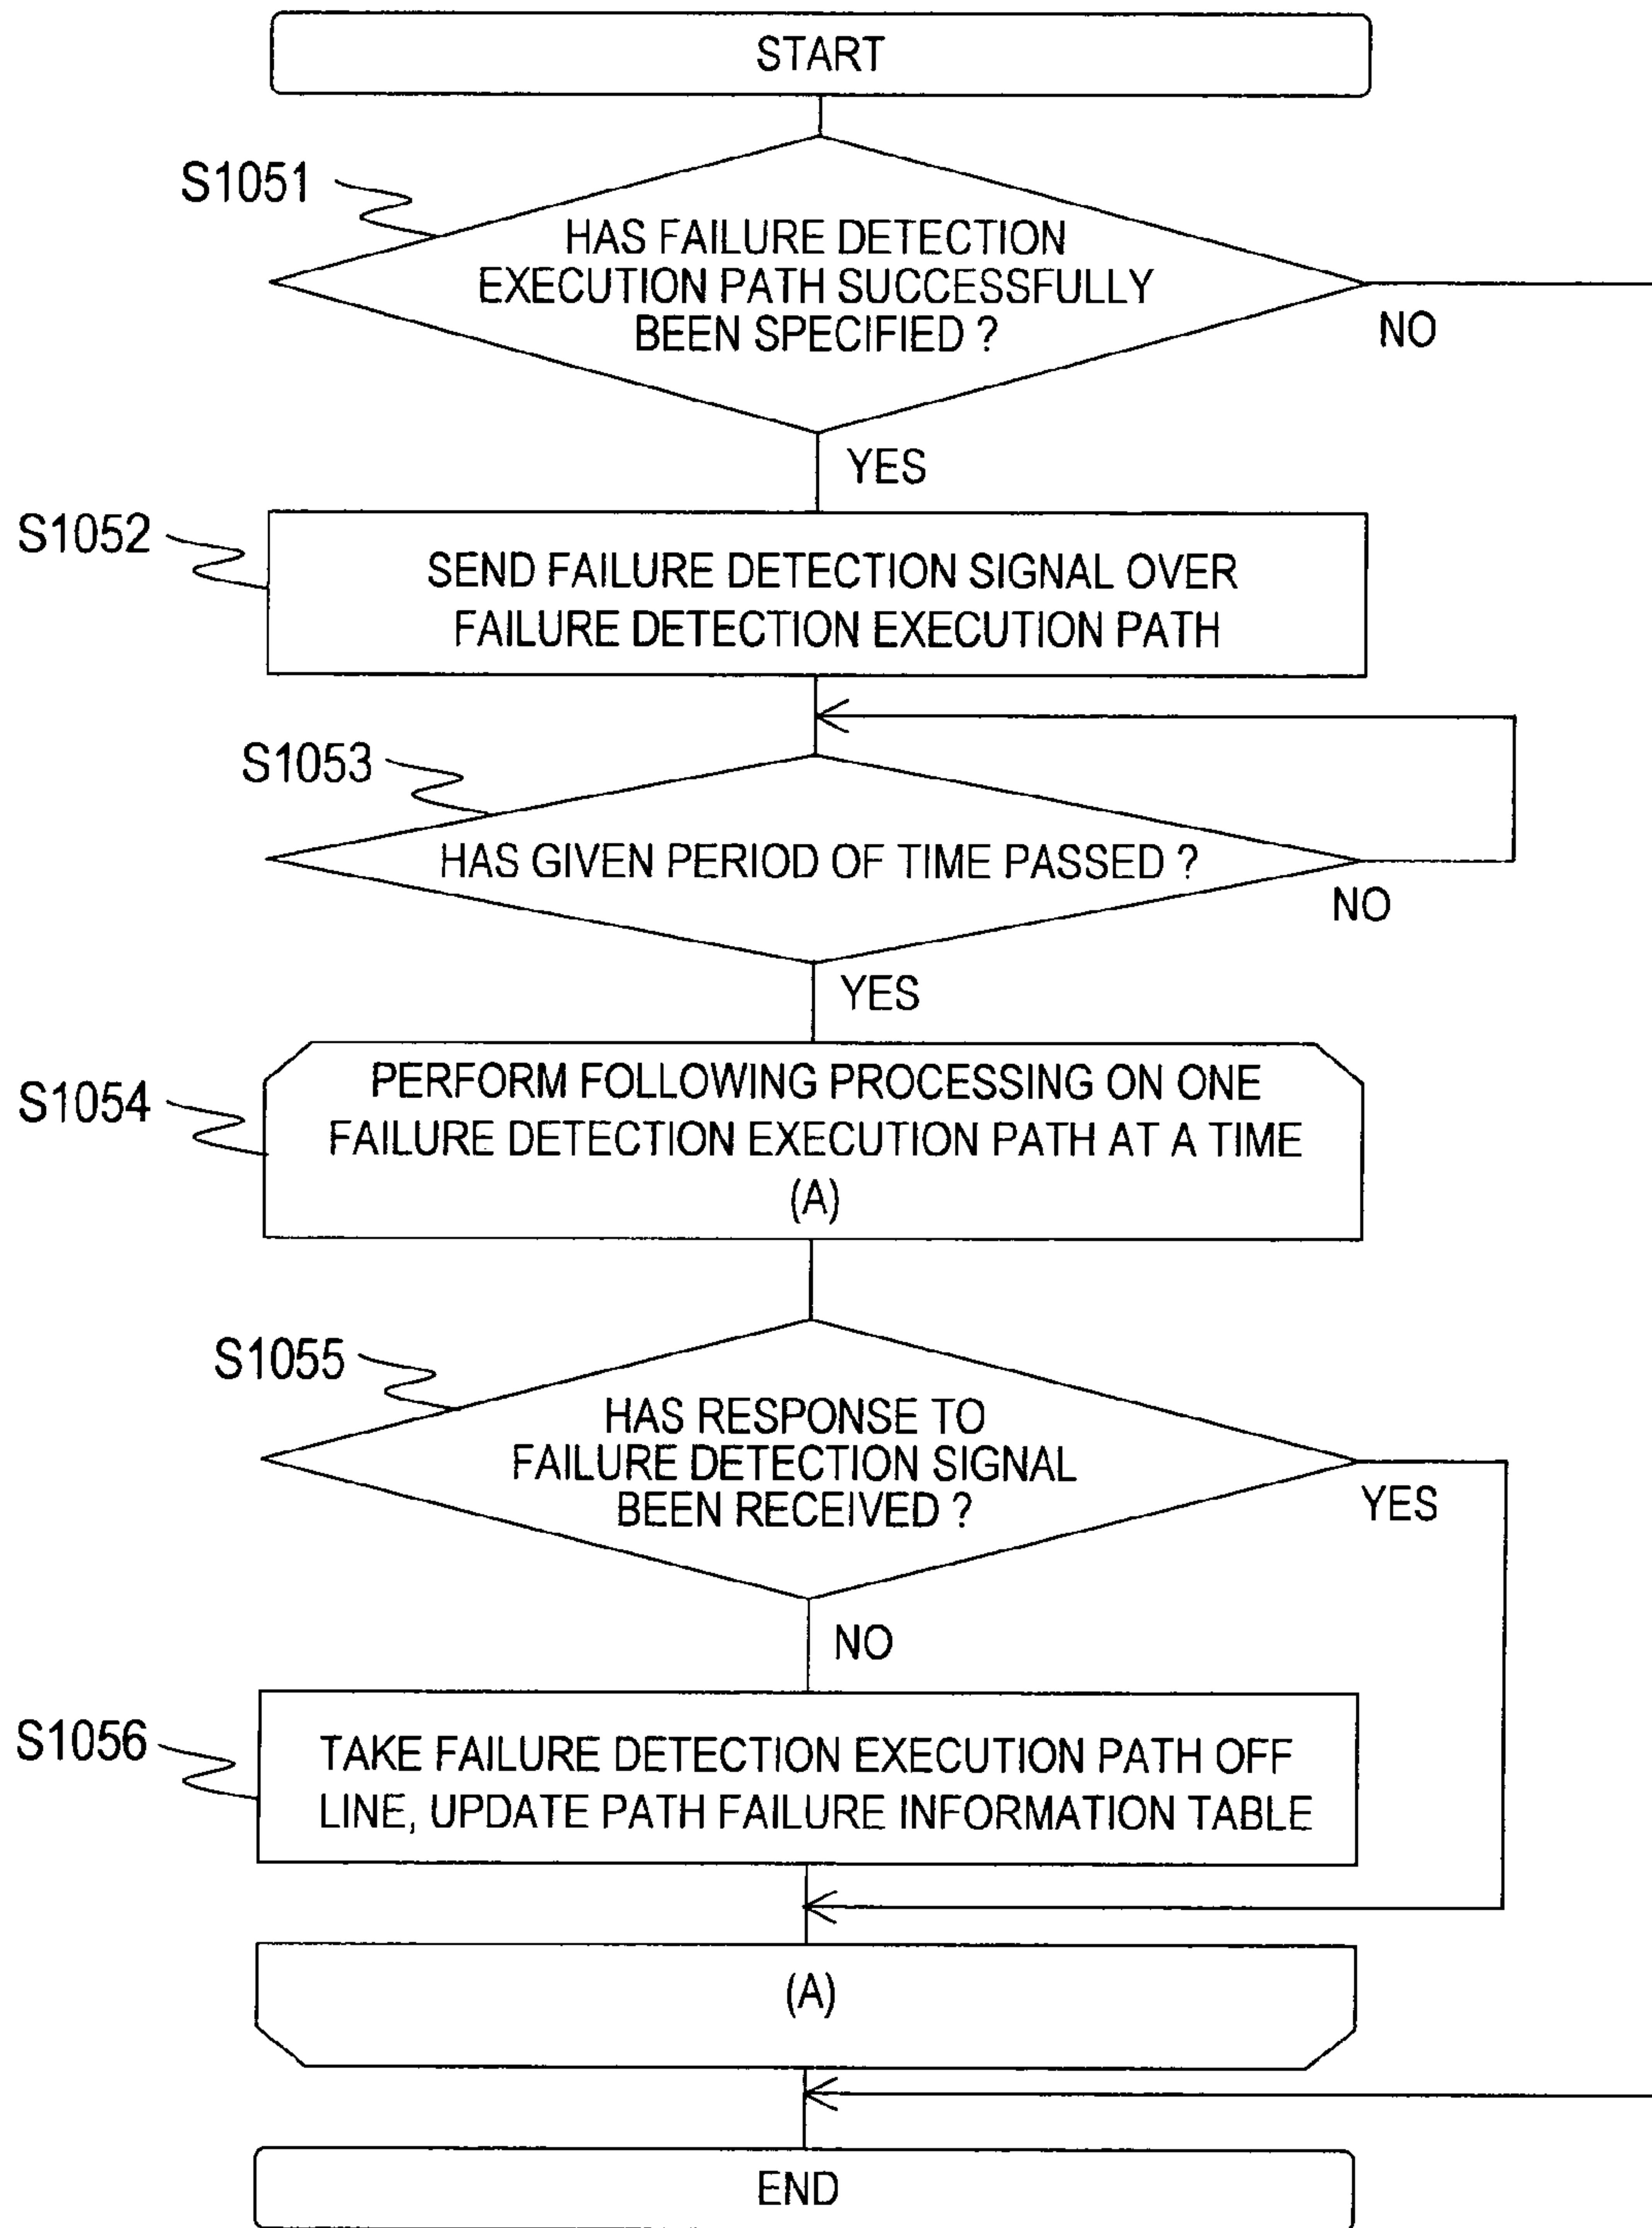 START
S1051
HAS FAILURE DETECTION
EXECUTION PATH SUCCESSFULLY
BEEN SPECIFIED ?
NO
YES
S1052
SEND FAILURE DETECTION SIGNAL OVER
FAILURE DETECTION EXECUTION PATH
S1053
HAS GIVEN PERIOD OF TIME PASSED ?
NO
YES
S1054
PERFORM FOLLOWING PROCESSING ON ONE
FAILURE DETECTION EXECUTION PATH AT A TIME
(A)
S1055
HAS RESPONSE TO
FAILURE DETECTION SIGNAL
BEEN RECEIVED ?
YES
NO
S1056
TAKE FAILURE DETECTION EXECUTION PATH OFF
LINE, UPDATE PATH FAILURE INFORMATION TABLE
(A)
END